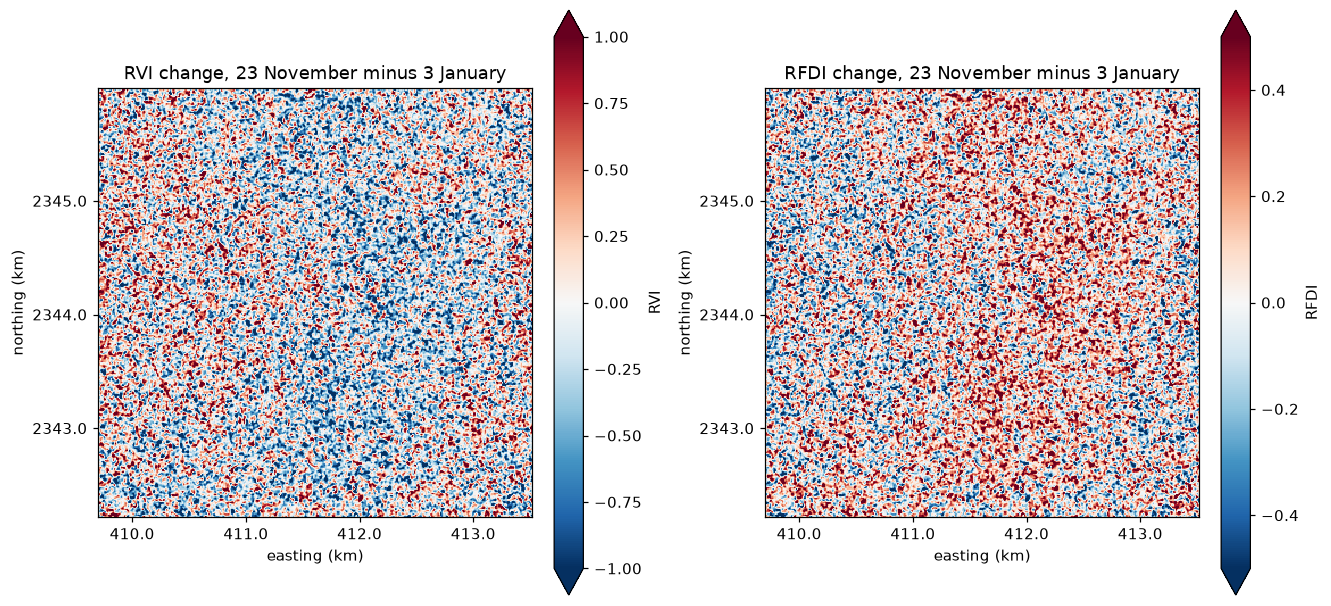 RVI change, 23 November minus 3 January
northing (km)
2345.0
2344.0
2343.0
410.0 411.0 412.0 413.0
easting (km)
1.00
0.75
0.50
0.25
0.00
−0.25
−0.50
−0.75
−1.00
RVI
RFDI change, 23 November minus 3 January
northing (km)
2345.0
2344.0
2343.0
410.0 411.0 412.0 413.0
easting (km)
0.4
0.2
0.0
−0.2
−0.4
RFDI